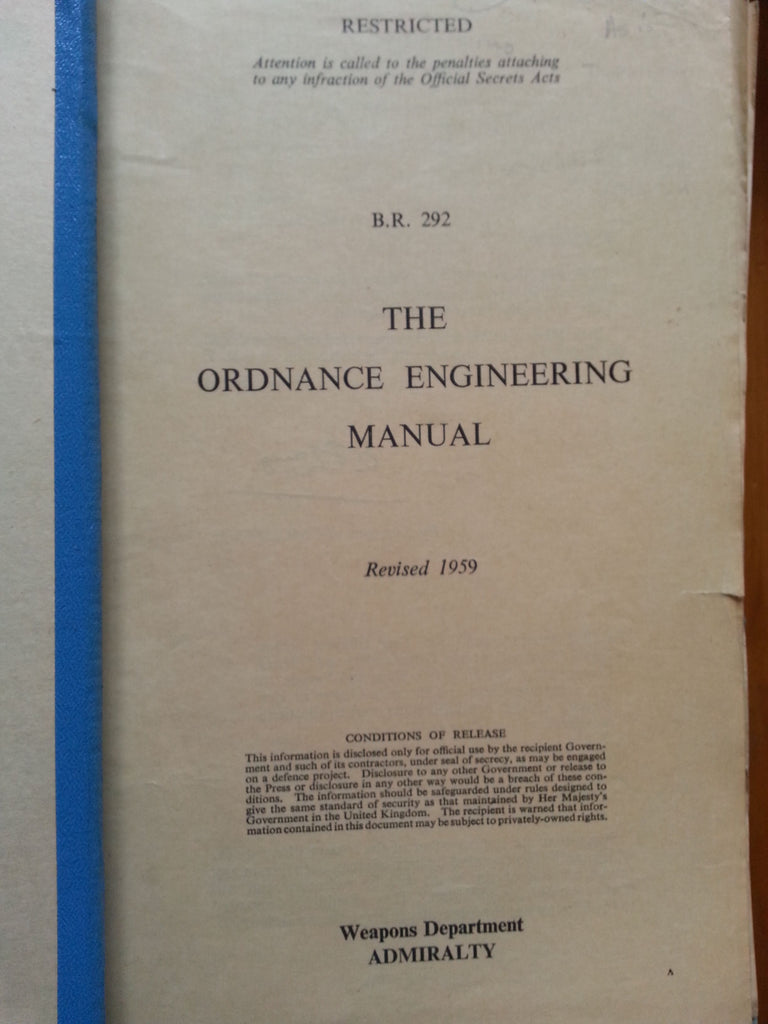 RESTRICTED
Attention is called to the penalties attaching
to any infraction of the Official Secrets Acts
B.R. 292
THE
ORDNANCE ENGINEERING
MANUAL
Revised 1959
CONDITIONS OF RELEASE
This information is disclosed only for official use by the recipient Govern-
ment and such of its contractors, under seal of secrecy, as may be engaged
on a defence project. Disclosure to any other Government or release to
the Press or disclosure in any other way would be a breach of these con-
ditions. The information should be safeguarded under rules designed to
give the same standard of security as that maintained by Her Majesty's
Government in the United Kingdom. The recipient is warned that infor-
mation contained in this document may be subject to privately-owned rights.
Weapons Department
ADMIRALTY